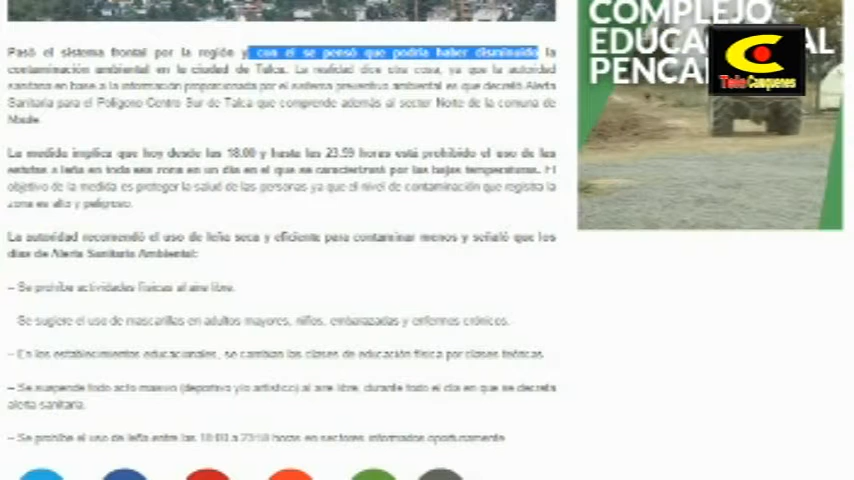 Pasó el sistema frontal por la región y con él se pensó que podría haber disminuido la
contaminación ambiental en la ciudad de Talca. La realidad dice otra cosa, ya que la autoridad
sanitaria en base a la información proporcionada por el sistema preventivo ambiental es que decretó Alerta
Sanitaria para el Polígono Centro Sur de Talca que comprende además al sector Norte de la comuna de
Maule.
La medida implica que hoy desde las 18.00 y hasta las 23.59 horas está prohibido el uso de las
estufas a leña en toda esa zona en un día en el que se caracterizará por las bajas temperaturas. El
objetivo de la medida es proteger la salud de las personas ya que el nivel de contaminación que registra la
zona es alto y peligroso.
La autoridad recomendó el uso de leña seca y eficiente para contaminar menos y señaló que los
días de Alerta Sanitaria Ambiental:
– Se prohíbe actividades físicas al aire libre.
Se sugiere el uso de mascarillas en adultos mayores, niños, embarazadas y enfermos crónicos.
– En los establecimientos educacionales, se cambian las clases de educación física por clases teóricas.
– Se suspende todo acto masivo (deportivo y/o artístico) al aire libre, durante todo el día en que se decreta
alerta sanitaria.
– Se prohíbe el uso de leña entre las 18:00 a 23:59 horas en sectores informados oportunamente
COMPLEJO
EDUCA AL
PENCA
TeleCauquenes